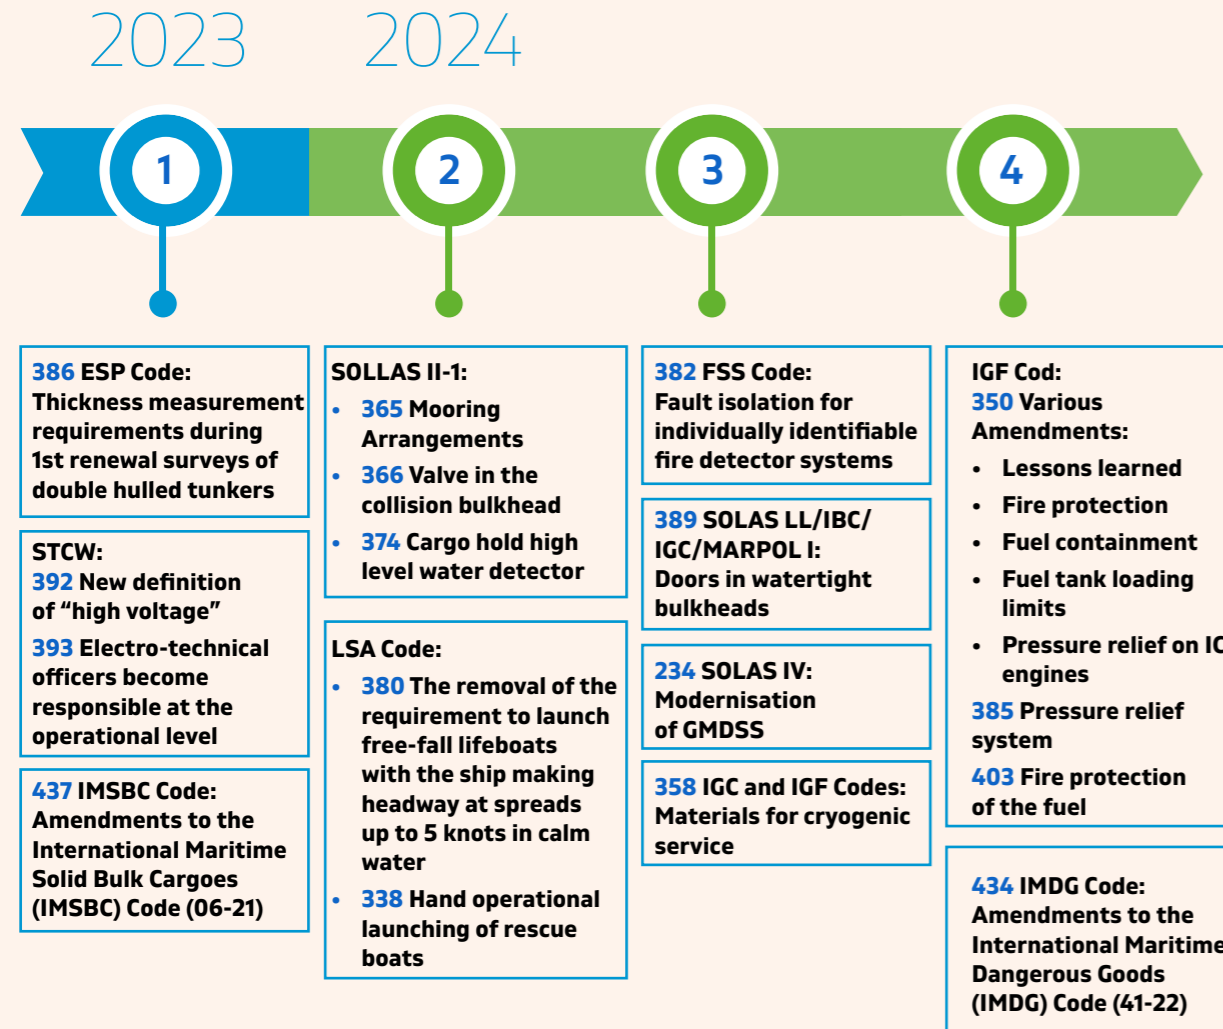 2023
2024
1
2
3
4
386 ESP Code:
Thickness measurement
requirements during
1st renewal surveys of
double hulled tunkers
STCW:
392 New definition
of “high voltage”
393 Electro-technical
officers become
responsible at the
operational level
437 IMSBC Code:
Amendments to the
International Maritime
Solid Bulk Cargoes
(IMSBC) Code (06-21)
SOLLAS II-1:
• 365 Mooring
Arrangements
• 366 Valve in the
collision bulkhead
• 374 Cargo hold high
level water detector
LSA Code:
• 380 The removal of the
requirement to launch
free-fall lifeboats
with the ship making
headway at spreads
up to 5 knots in calm
water
• 338 Hand operational
launching of rescue
boats
382 FSS Code:
Fault isolation for
individually identifiable
fire detector systems
389 SOLAS LL/IBC/
IGC/MARPOL I:
Doors in watertight
bulkheads
234 SOLAS IV:
Modernisation
of GMDSS
358 IGC and IGF Codes:
Materials for cryogenic
service
IGF Cod:
350 Various
Amendments:
• Lessons learned
• Fire protection
• Fuel containment
• Fuel tank loading
limits
• Pressure relief on
engines
385 Pressure relief
system
403 Fire protection
of the fuel
434 IMDG Code:
Amendments to the
International Maritime
Dangerous Goods
(IMDG) Code (41-22)